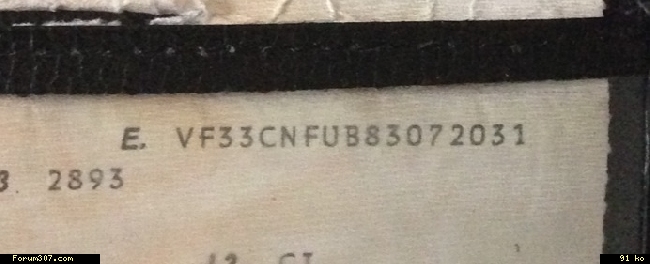 E. VF33CNFUB83072031
3. 2893
Forum307.com
91 ko